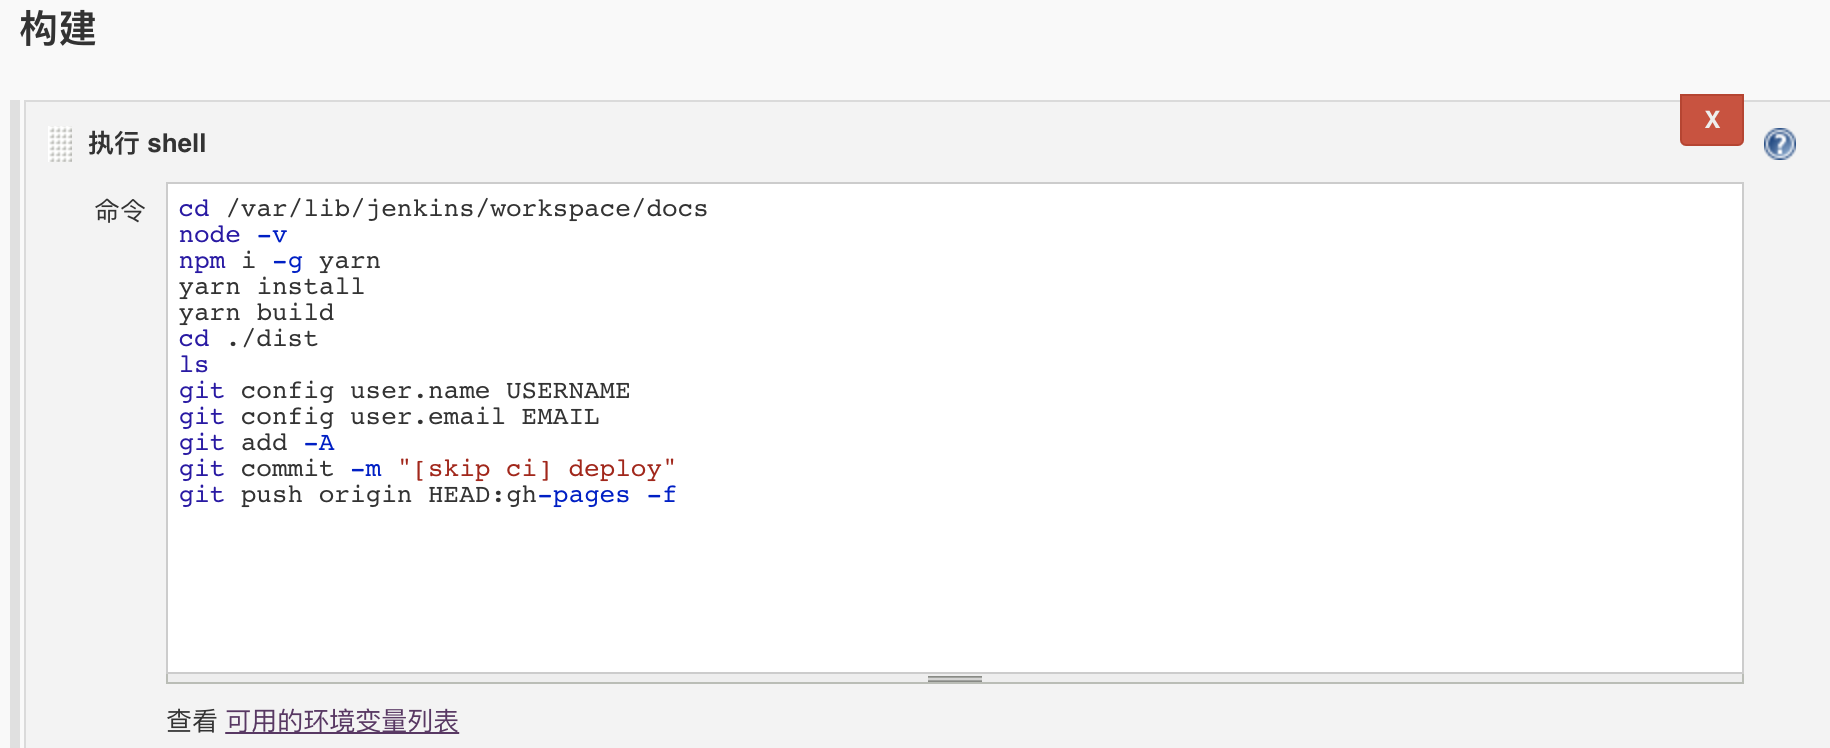 构建
X
执行 shell
命令
cd /var/lib/jenkins/workspace/docs
node -v
npm i -g yarn
yarn install
yarn build
cd ./dist
ls
git config user.name USERNAME
git config user.email EMAIL
git add -A
git commit -m "[skip ci] deploy"
git push origin HEAD:gh-pages -f
查看 可用的环境变量列表